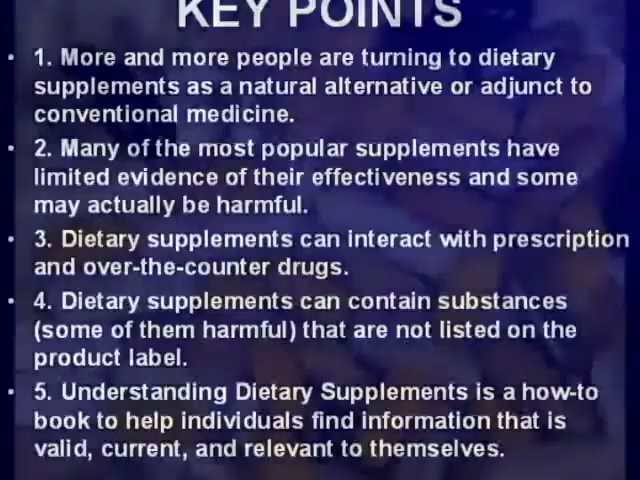 KEY POINTS
• 1. More and more people are turning to dietary
supplements as a natural alternative or adjunct to
conventional medicine.
• 2. Many of the most popular supplements have
limited evidence of their effectiveness and some
may actually be harmful.
• 3. Dietary supplements can interact with prescription
and over-the-counter drugs.
• 4. Dietary supplements can contain substances
(some of them harmful) that are not listed on the
product label.
• 5. Understanding Dietary Supplements is a how-to
book to help individuals find information that is
valid, current, and relevant to themselves.